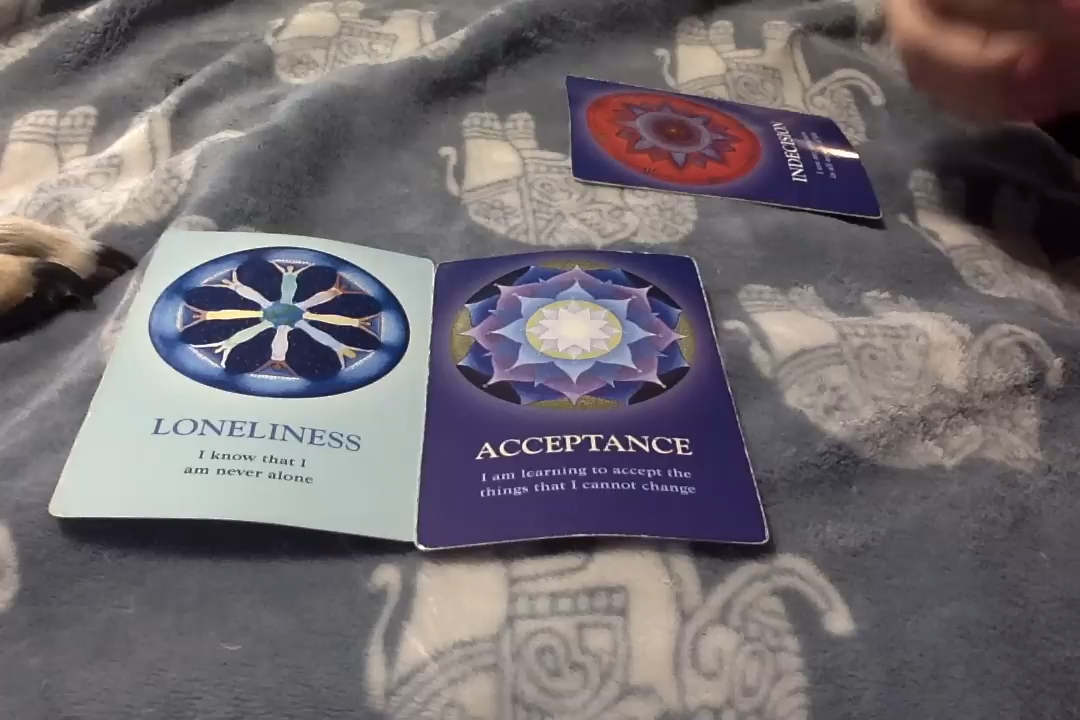 LONELINESS
I know that I
am never alone
ACCEPTANCE
I am learning to accept the
things that I cannot change
INDECISION